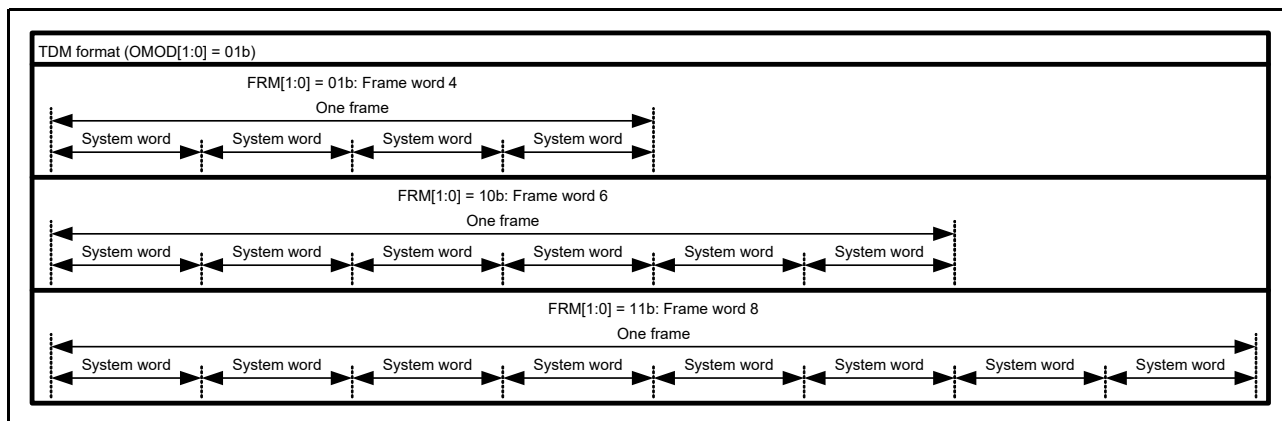 TDM format (OMOD[1:0] = 01b)
FRM[1:0] = 01b: Frame word 4
One frame
System word System word System word System word
FRM[1:0] = 10b: Frame word 6
One frame
System word System word System word System word System word System word
FRM[1:0] = 11b: Frame word 8
One frame
System word System word System word System word System word System word System word System word